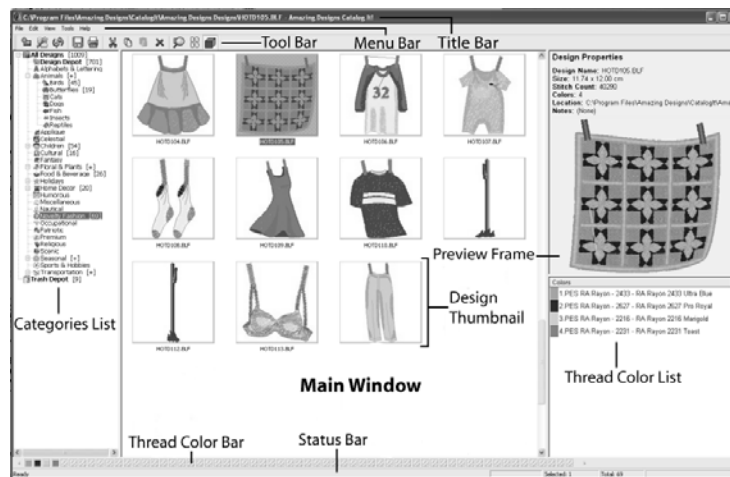 C:\Program Files\Amazing Designs\CatalogIt\Amazing Designs Designs\HOTD105.BLF - Amazing Designs Catalog It!
File Edit View Tools Help
Tool Bar
Menu Bar
Title Bar
All Designs [1009]
Design Depot [701]
Alphabets & Lettering
Animals [+]
Birds [45]
Butterflies [19]
Cats
Dogs
Fish
Insects
Reptiles
Applique
Celestial
Children [54]
Cultural [16]
Fantasy
Floral & Plants [+]
Food & Beverage [26]
Holidays
Home Decor [20]
Humorous
Miscellaneous
Nautical
Occupational
Patriotic
Premium
Religious
Scenic
Seasonal [+]
Sports & Hobbies
Transportation [+]
Trash Depot [9]
Categories List
32
HOTD104.BLF
HOTD105.BLF
HOTD106.BLF
HOTD107.BLF
HOTD108.BLF
HOTD109.BLF
HOTD110.BLF
HOTD112.BLF
HOTD113.BLF
Design Properties
Design Name: HOTD105.BLF
Size: 11.74 x 12.00 cm
Stitch Count: 40290
Colors: 4
Location: C:\Program Files\Amazing Designs\CatalogIt\Ama
Notes: (None)
Preview Frame
Design
Thumbnail
Colors
1.PES RA Rayon - 2433 - RA Rayon 2433 Ultra Blue
2.PES RA Rayon - 2627 - RA Rayon 2627 Pro Royal
3.PES RA Rayon - 2216 - RA Rayon 2216 Marigold
4.PES RA Rayon - 2231 - RA Rayon 2231 Toast
Thread Color List
Main Window
Thread Color Bar
Status Bar
Ready
Selected: 1
Total: 69